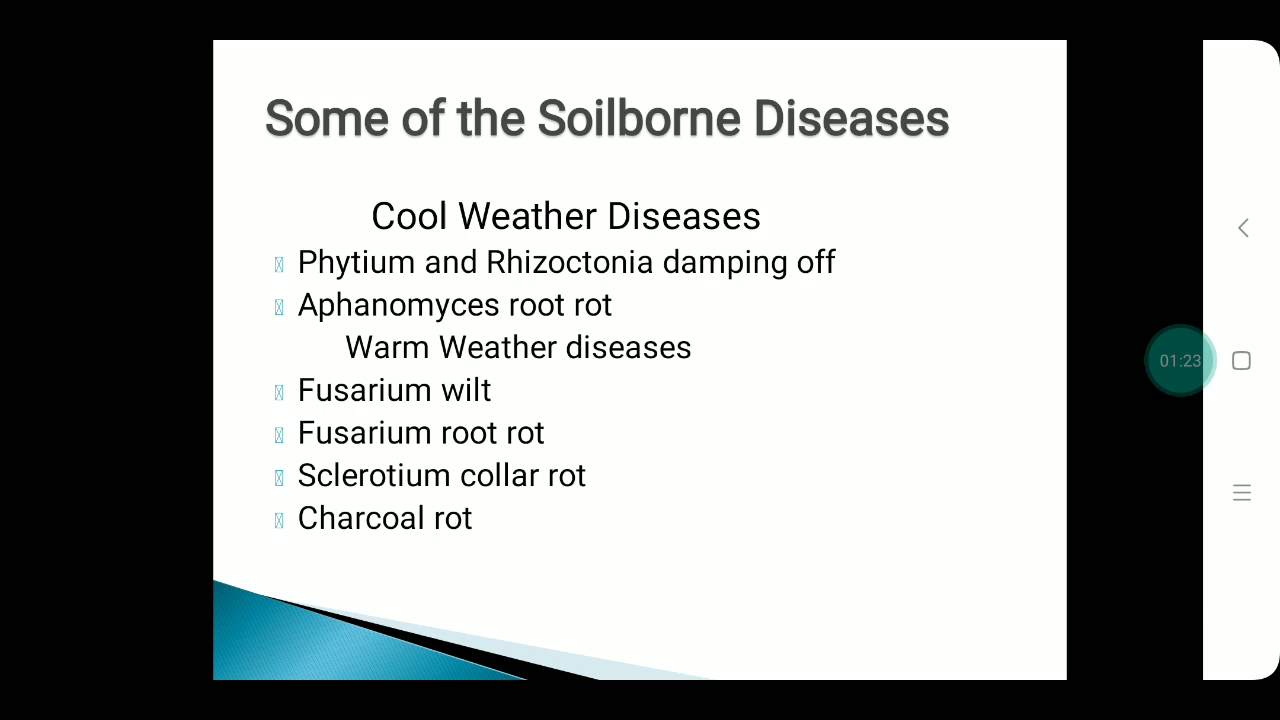 Some of the Soilborne Diseases
Cool Weather Diseases
Phytium and Rhizoctonia damping off
Aphanomyces root rot
Warm Weather diseases
Fusarium wilt
Fusarium root rot
Sclerotium collar rot
Charcoal rot
01:23